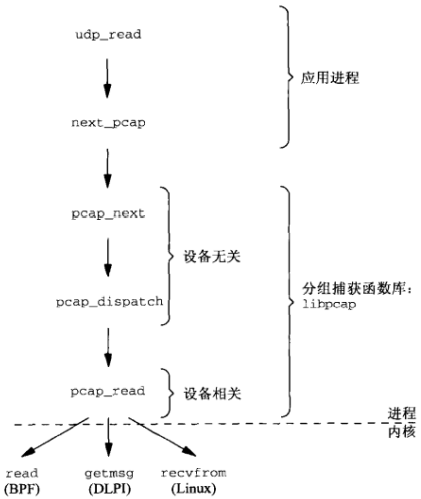 udp_read
应用进程
next_pcap
pcap_next
设备无关
分组捕获函数库：
libpcap
pcap_dispatch
pcap_read
设备相关
进程
内核
read getmsg recvfrom
(BPF) (DLPI) (Linux)